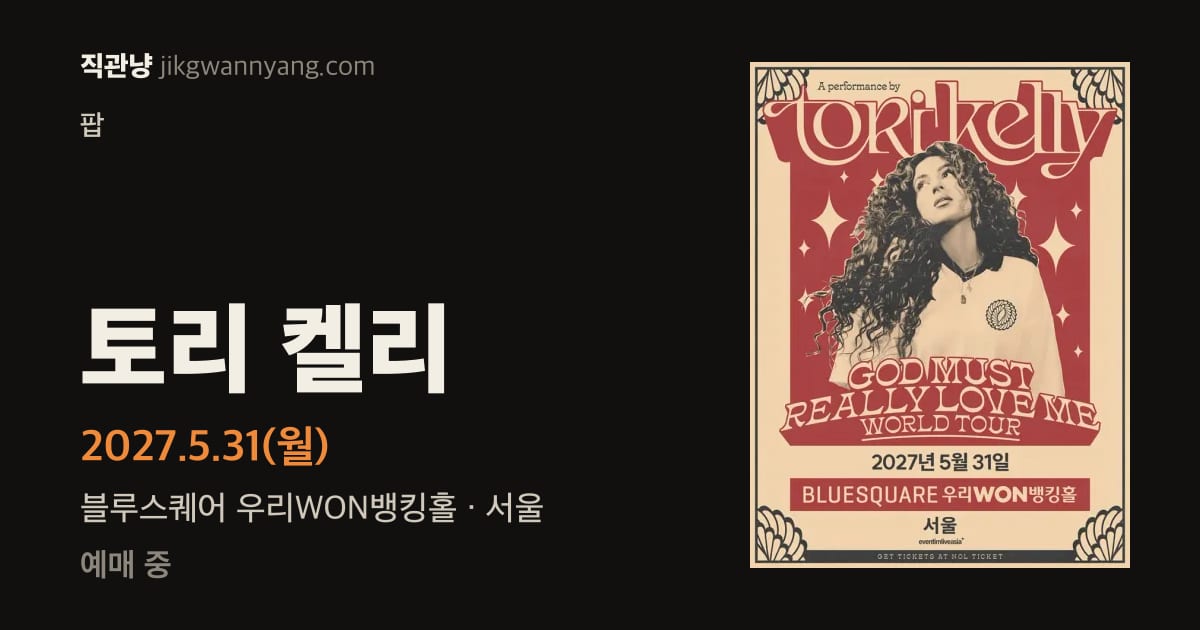 직관냥 jikgwannyang.com
팝
토리 켈리
2027.5.31(월)
블루스퀘어 우리WON뱅킹홀 · 서울
예매 중
A performance by
tori kelly
GOD MUST
REALLY LOVE ME
WORLD TOUR
2027년 5월 31일
BLUESQUARE 우리WON뱅킹홀
서울
eventimliveasia
GET TICKETS AT NOL TICKET